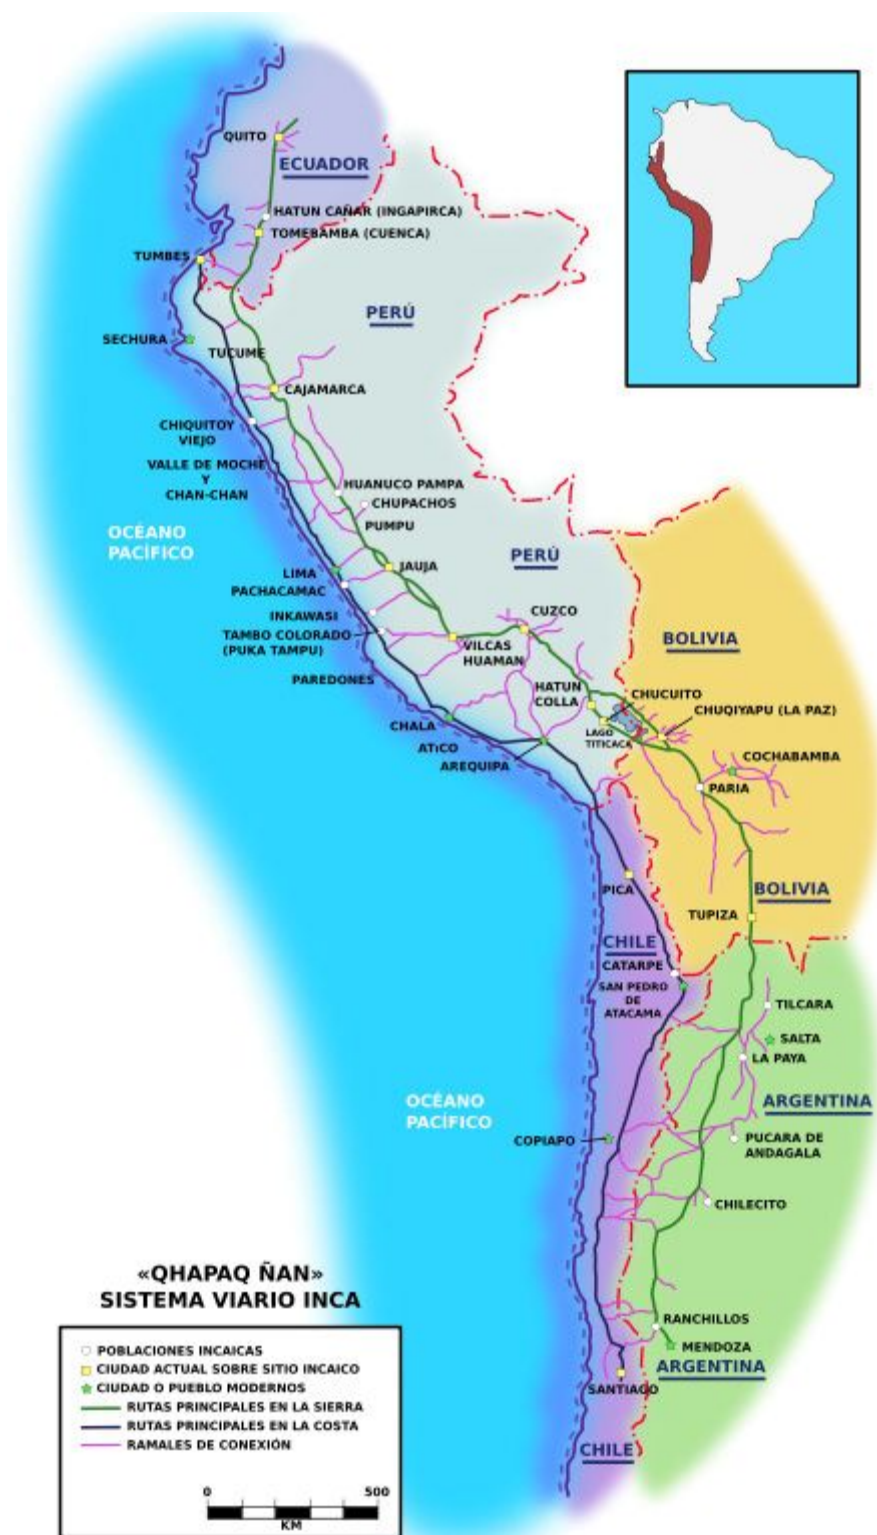 QUITO
ECUADOR
HATUN CAÑAR (INGAPIRCA)
TOMEBAMBA (CUENCA)
TUMBES
PERÚ
SECHURA
TUCUME
CAJAMARCA
CHIQUITOY
VIEJO
VALLE DE MOCHE
Y
CHAN-CHAN
HUANUCO PAMPA
CHUPACHOS
PUMPU
OCÉANO
PACÍFICO
PERÚ
JAUJA
LIMA
PACHACAMAC
INKAWASI
CUZCO
TAMBO COLORADO
(PUKA TAMPU)
VILCAS
HUAMAN
BOLIVIA
PAREDONES
HATUN
COLLA
CHUCUITO
CHUQIYAPU (LA PAZ)
CHALA
LAGO
TITICACA
ATICO
AREQUIPA
COCHABAMBA
PARIA
PICA
BOLIVIA
TUPIZA
CHILE
CATARPE
SAN PEDRO
DE
ATACAMA
TILCARA
SALTA
LA PAYA
OCÉANO
PACÍFICO
ARGENTINA
COPIAPO
PUCARA DE
ANDAGALA
CHILECITO
«QHAPAQ ÑAN»
SISTEMA VIARIO INCA
RANCHILLOS
MENDOZA
ARGENTINA
SANTIAGO
CHILE
POBLACIONES INCAICAS
CIUDAD ACTUAL SOBRE SITIO INCAICO
CIUDAD O PUEBLO MODERNOS
RUTAS PRINCIPALES EN LA SIERRA
RUTAS PRINCIPALES EN LA COSTA
RAMALES DE CONEXIÓN
0 500
KM